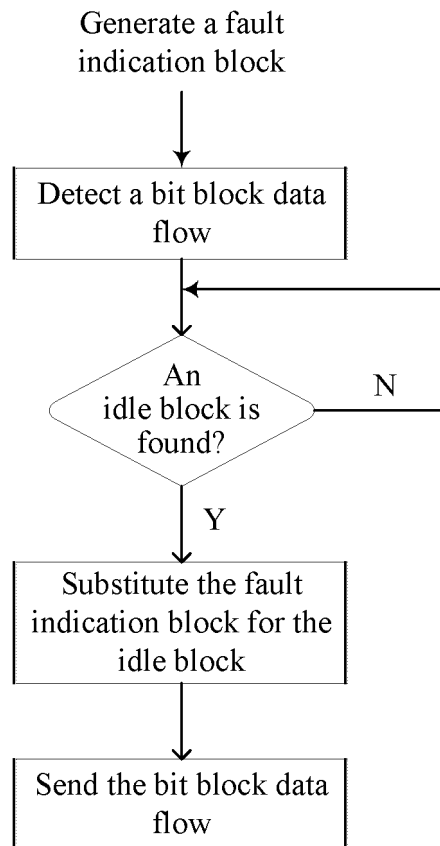 Generate a fault
indication block
Detect a bit block data
flow
An
idle block is
found?
N
Y
Substitute the fault
indication block for the
idle block
Send the bit block data
flow